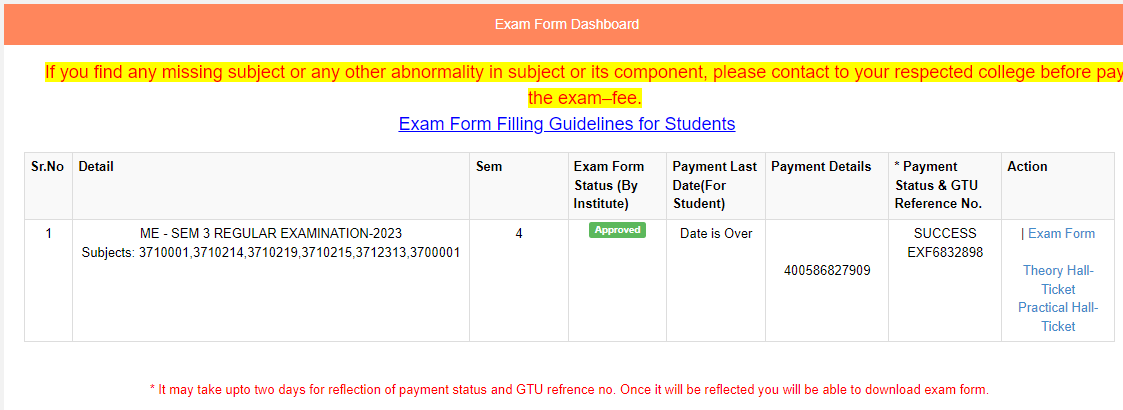 Exam Form Dashboard
If you find any missing subject or any other abnormality in subject or its component, please contact to your respected college before pay
the exam–fee.
Exam Form Filling Guidelines for Students
Sr.No
Detail
Sem
Exam Form
Status (By
Institute)
Payment Last
Date(For
Student)
Payment Details
* Payment
Status & GTU
Reference No.
Action
1
ME - SEM 3 REGULAR EXAMINATION-2023
Subjects: 3710001,3710214,3710219,3710215,3712313,3700001
4
Approved
Date is Over
400586827909
SUCCESS
EXF6832898
| Exam Form
Theory Hall-
Ticket
Practical Hall-
Ticket
* It may take upto two days for reflection of payment status and GTU refrence no. Once it will be reflected you will be able to download exam form.